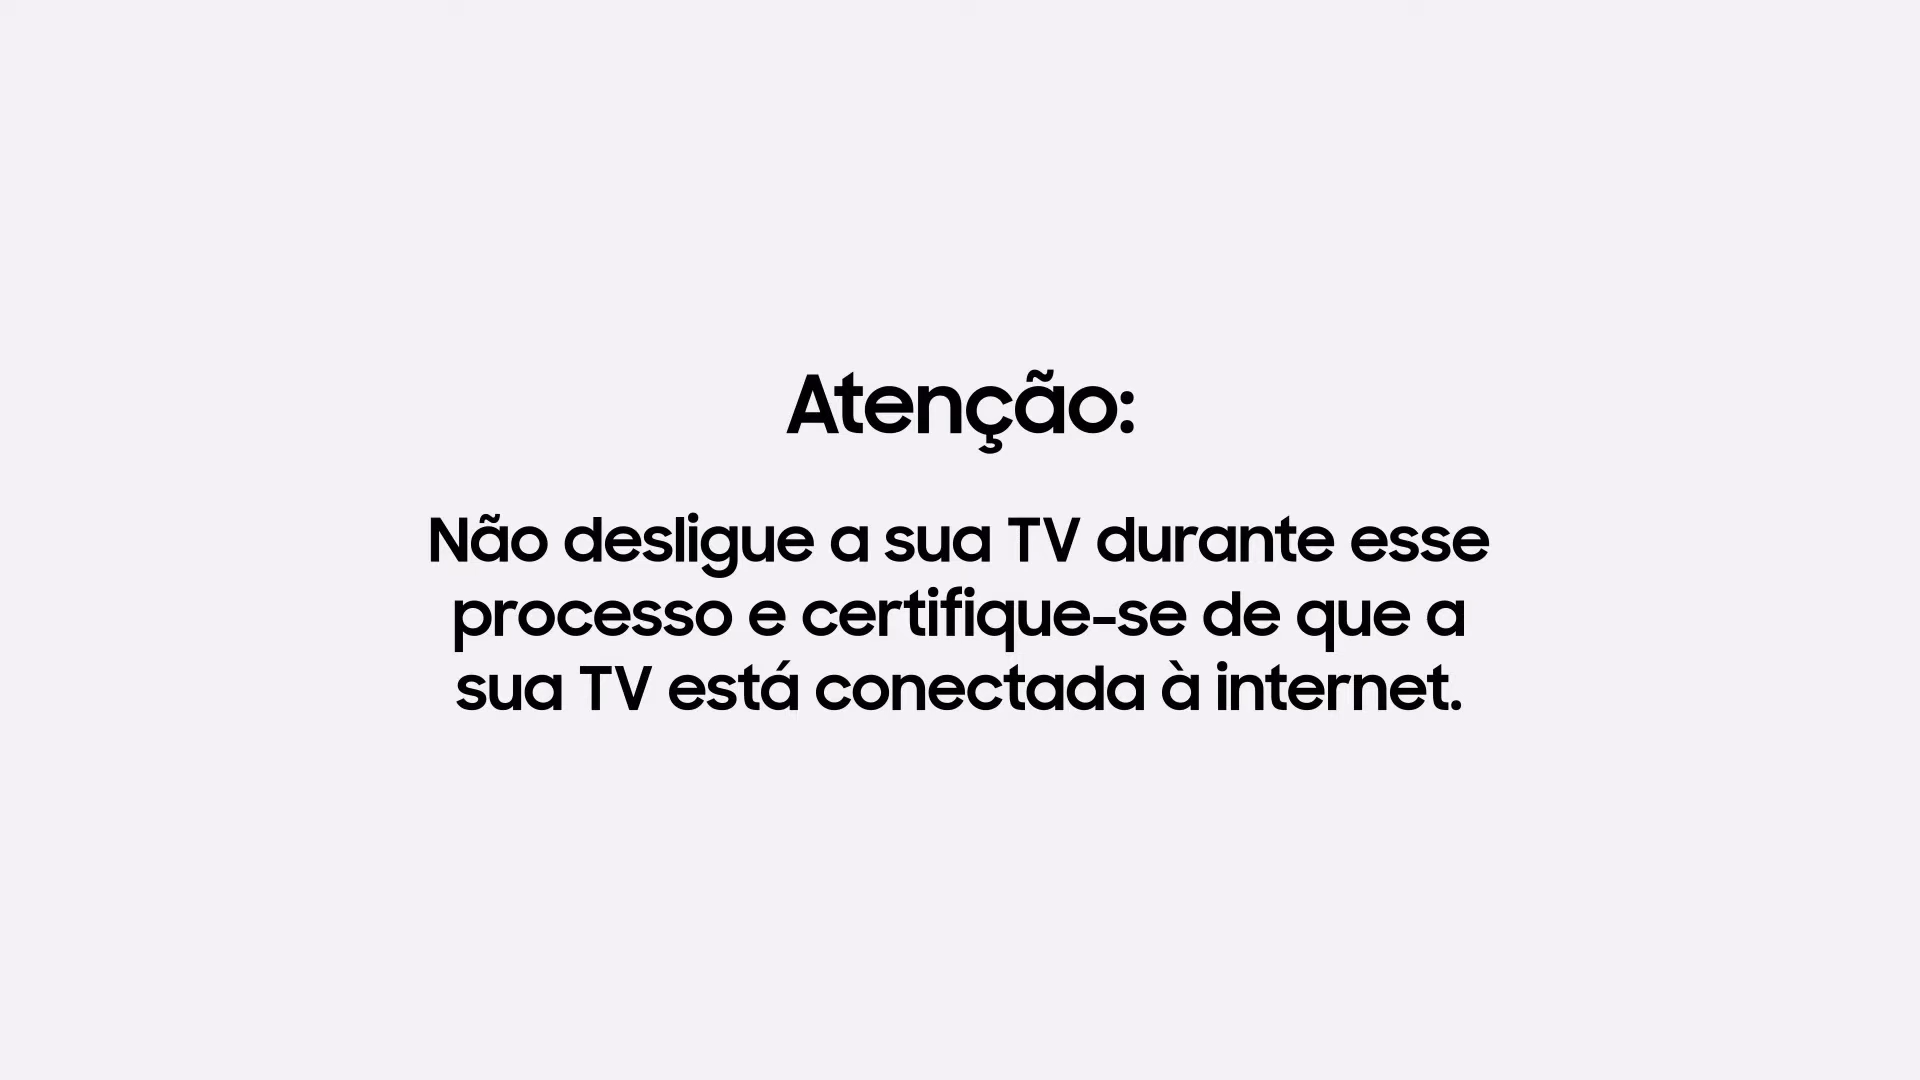 Atenção:
Não desligue a sua TV durante esse
processo e certifique-se de que a
sua TV está conectada à internet.